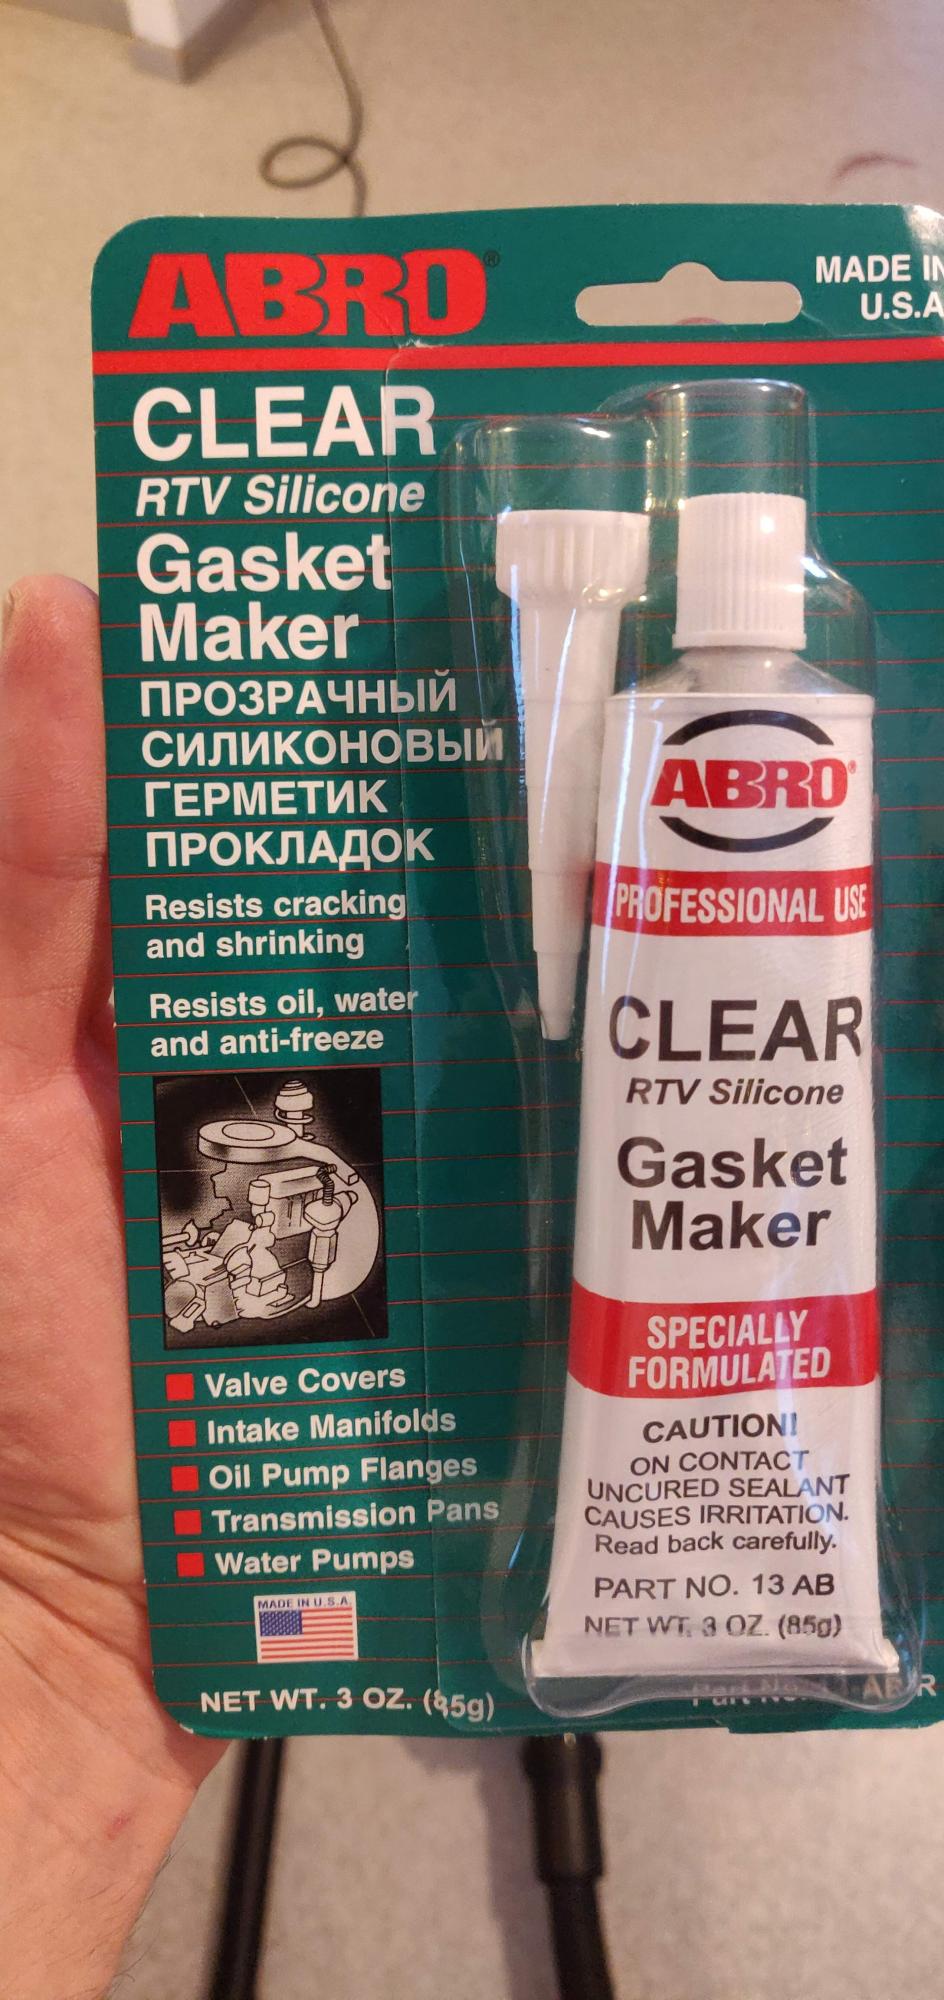 ABRO®
MADE IN
U.S.A
CLEAR
RTV Silicone
Gasket
Maker
ПРОЗРАЧНЫЙ
СИЛИКОНОВЫЙ
ГЕРМЕТИК
ПРОКЛАДОК
Resists cracking
and shrinking
Resists oil, water
and anti-freeze
Valve Covers
Intake Manifolds
Oil Pump Flanges
Transmission Pans
Water Pumps
MADE IN U.S.A.
NET WT. 3 OZ. (85g)
ABRO®
PROFESSIONAL USE
CLEAR
RTV Silicone
Gasket
Maker
SPECIALLY
FORMULATED
CAUTION!
ON CONTACT
UNCURED SEALANT
CAUSES IRRITATION.
Read back carefully.
PART NO. 13 AB
NET WT. 3 OZ. (85g)
Part No.